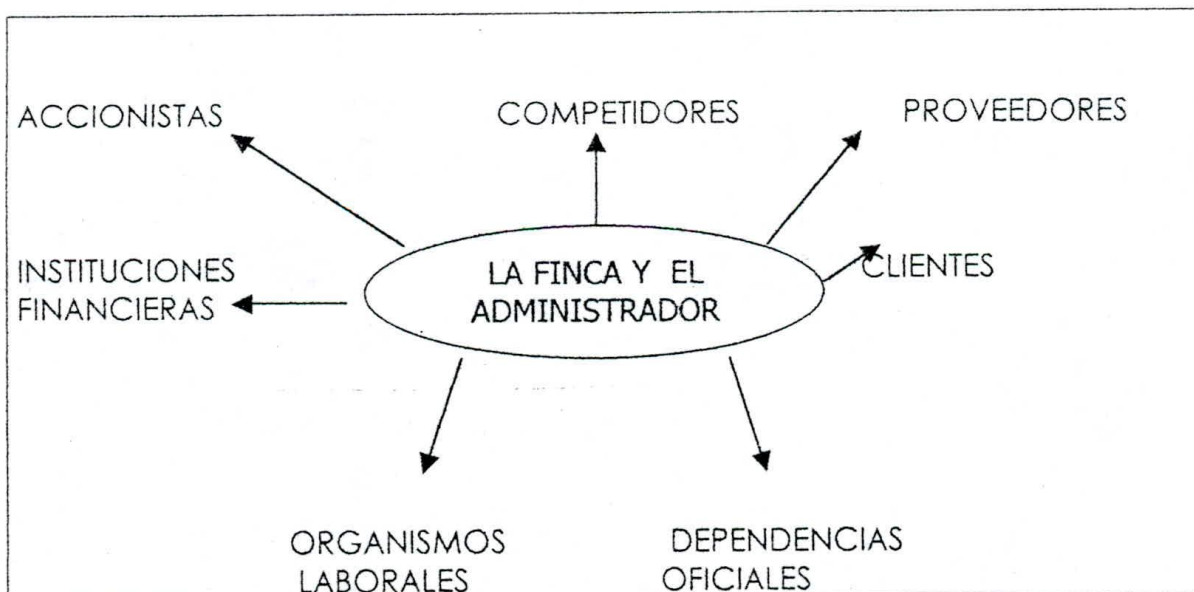 ACCIONISTAS
COMPETIDORES
PROVEEDORES
INSTITUCIONES
FINANCIERAS
LA FINCA Y EL
ADMINISTRADOR
CLIENTES
ORGANISMOS
LABORALES
DEPENDENCIAS
OFICIALES